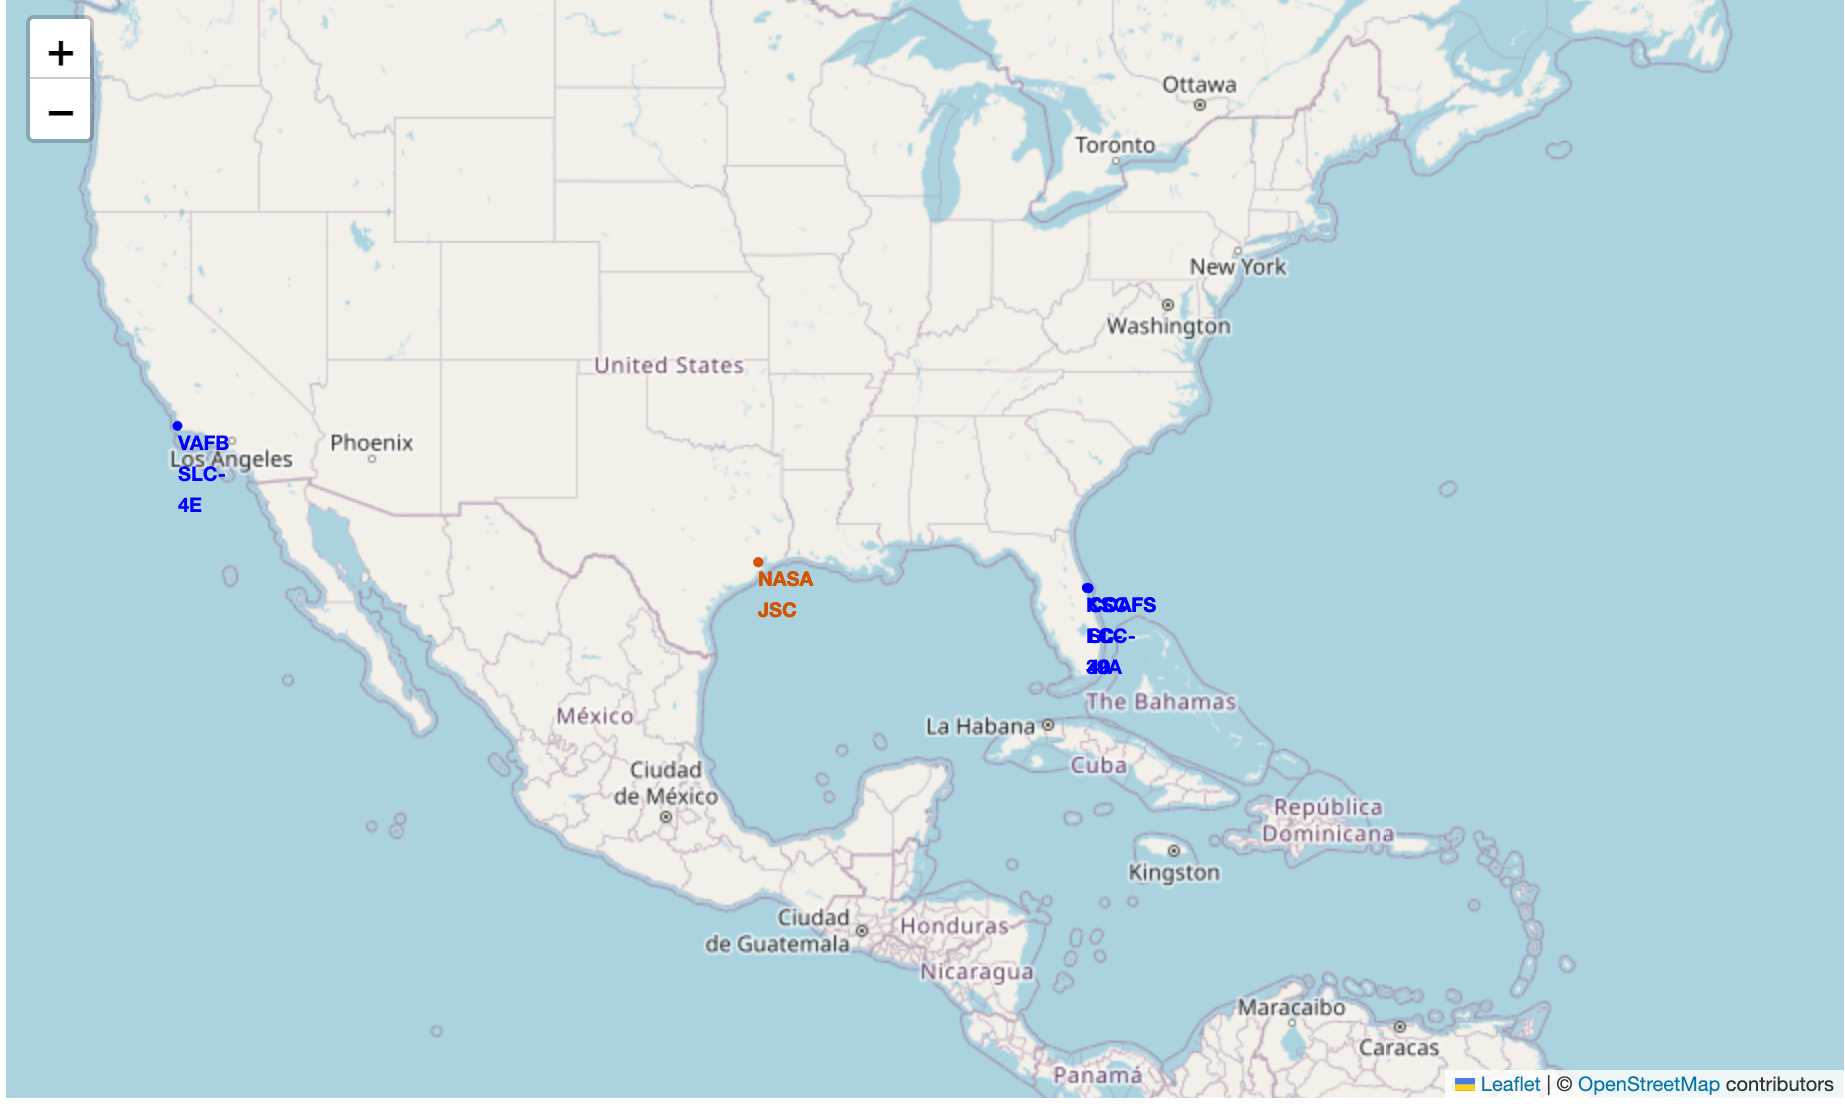 +
−
Ottawa
Toronto
New York
Washington
United States
VAFB
SLC-
4E
Los Angeles
Phoenix
NASA
JSC
The Bahamas
La Habana
Cuba
México
Ciudad
de México
República
Dominicana
Kingston
Ciudad
de Guatemala
Honduras
Nicaragua
Maracaibo
Caracas
Panamá
Leaflet | © OpenStreetMap contributors